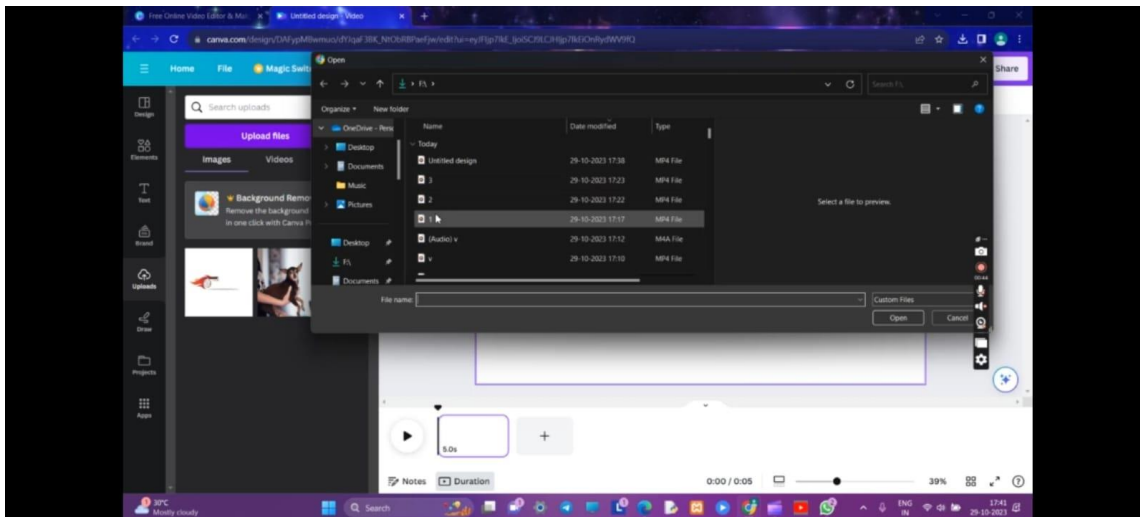 Free Online Video Editor & Mak
Untitled design - Video
Home
File
Magic Swit
Share
Design
Elements
Text
Brand
Uploads
Draw
Projects
Apps
Search uploads
Upload files
Images
Videos
Background Remo
Remove the background
in one click with Canva P
Open
Organize
New folder
OneDrive - Pers
Desktop
Documents
Music
Pictures
Desktop
F:\
Documents
Name
Date modified
Type
Today
Untitled design 29-10-2023 17:38 MP4 File
3 29-10-2023 17:23 MP4 File
2 29-10-2023 17:22 MP4 File
1 29-10-2023 17:17 MP4 File
(Audio) v 29-10-2023 17:12 M4A File
v 29-10-2023 17:10 MP4 File
Select a file to preview.
File name:
Custom Files
Open
Cancel
5.0s
Notes
Duration
0:00 / 0:05
39%
30°C
Mostly cloudy
Search
ENG
IN
17:41
29-10-2023